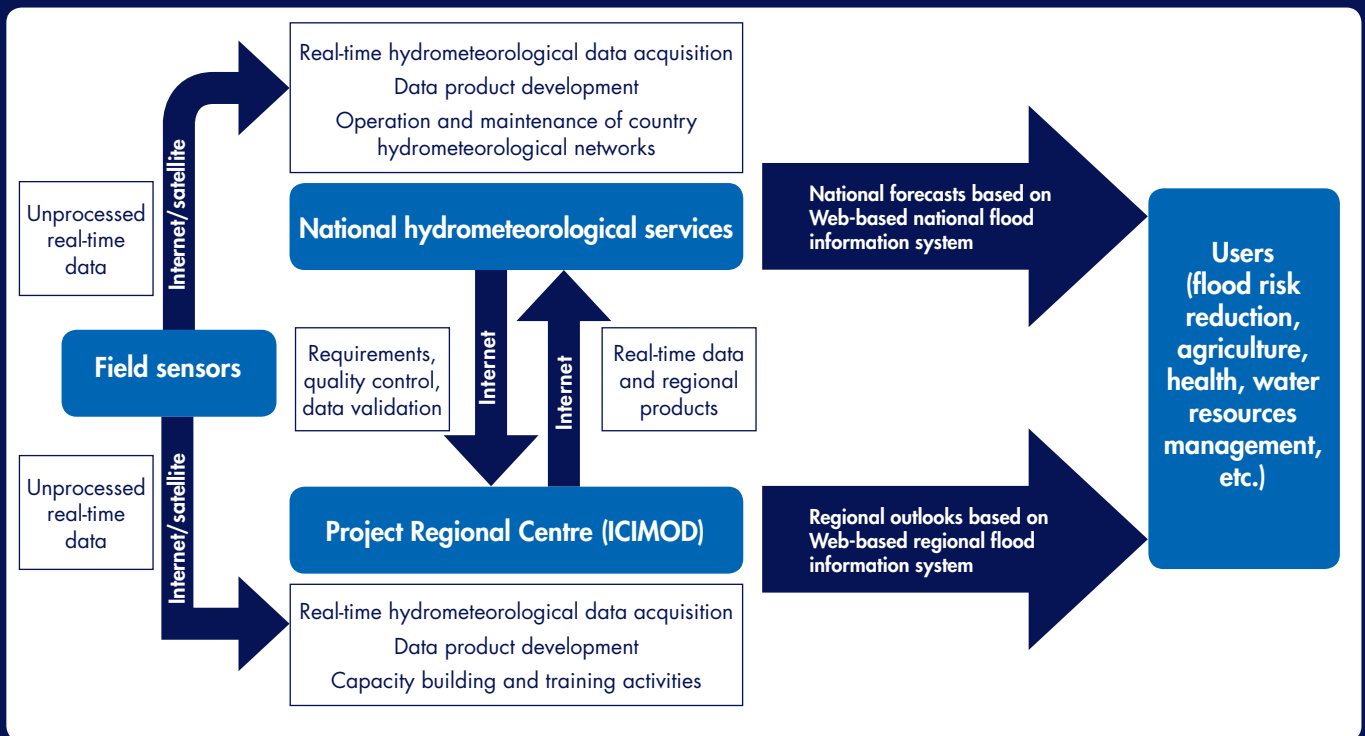 Real-time hydrometeorological data acquisition
Data product development
Operation and maintenance of country
hydrometeorological networks
Internet/satellite
Unprocessed
real-time
data
National hydrometeorological services
National forecasts based on
Web-based national flood
information system
Users
(flood risk
reduction,
agriculture,
health, water
resources
management,
etc.)
Field sensors
Requirements,
quality control,
data validation
Internet
Internet
Real-time data
and regional
products
Unprocessed
real-time
data
Internet/satellite
Project Regional Centre (ICIMOD)
Regional outlooks based on
Web-based regional flood
information system
Real-time hydrometeorological data acquisition
Data product development
Capacity building and training activities